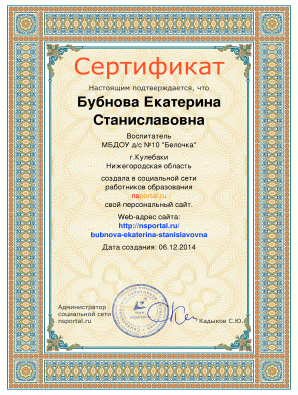 Сертификат
Настоящим подтверждается, что
Бубнова Екатерина
Станиславовна
Воспитатель
МБДОУ д/с №10 "Белочка"
г.Кулебаки
Нижегородская область
создала в социальной сети
работников образования
nsportal.ru
свой персональный сайт.
Web-адрес сайта:
http://nsportal.ru/
bubnova-ekaterina-stanislavovna
Дата создания: 06.12.2014
Администратор
социальной сети
nsportal.ru
Кадыков С.Ю.